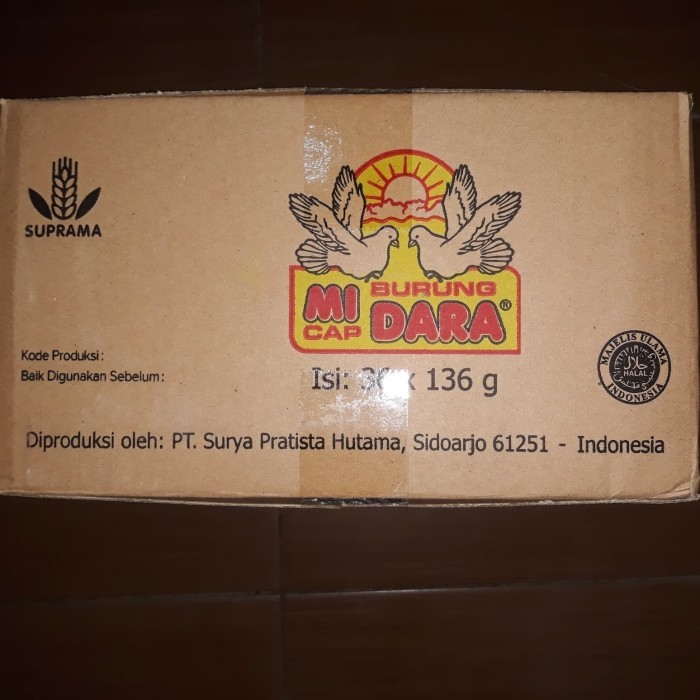 SUPRAMA
MI CAP BURUNG DARA®
Kode Produksi:
Baik Digunakan Sebelum:
Isi: x 136 g
MAJELIS ULAMA
حلال
HALAL
INDONESIA
Diproduksi oleh: PT. Surya Pratista Hutama, Sidoarjo 61251 - Indonesia